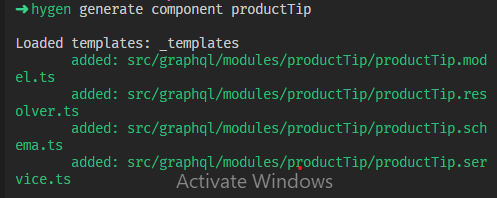 ➜hygen generate component productTip
Loaded templates: _templates
added: src/graphql/modules/productTip/productTip.mod
el.ts
added: src/graphql/modules/productTip/productTip.res
olver.ts
added: src/graphql/modules/productTip/productTip.sch
ema.ts
added: src/graphql/modules/productTip/productTip.ser
vice.ts
Activate Windows